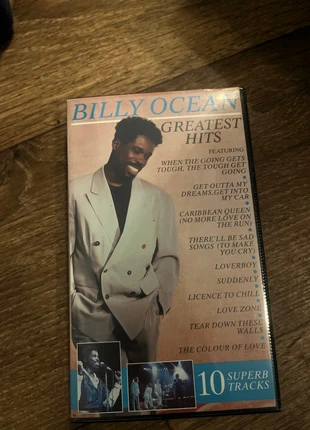 BILLY OCEAN
GREATEST
HITS
FEATURING
WHEN THE GOING GETS
TOUGH, THE TOUGH GET
GOING
GET OUTTA MY
DREAMS,GET INTO
MY CAR
CARIBBEAN QUEEN
(NO MORE LOVE ON
THE RUN)
THERE'LL BE SAD
SONGS (TO MAKE
YOU CRY)
LOVERBOY
SUDDENLY
LICENCE TO CHILL
LOVE ZONE
TEAR DOWN THESE
WALLS
THE COLOUR OF LOVE
10 SUPERB
TRACKS